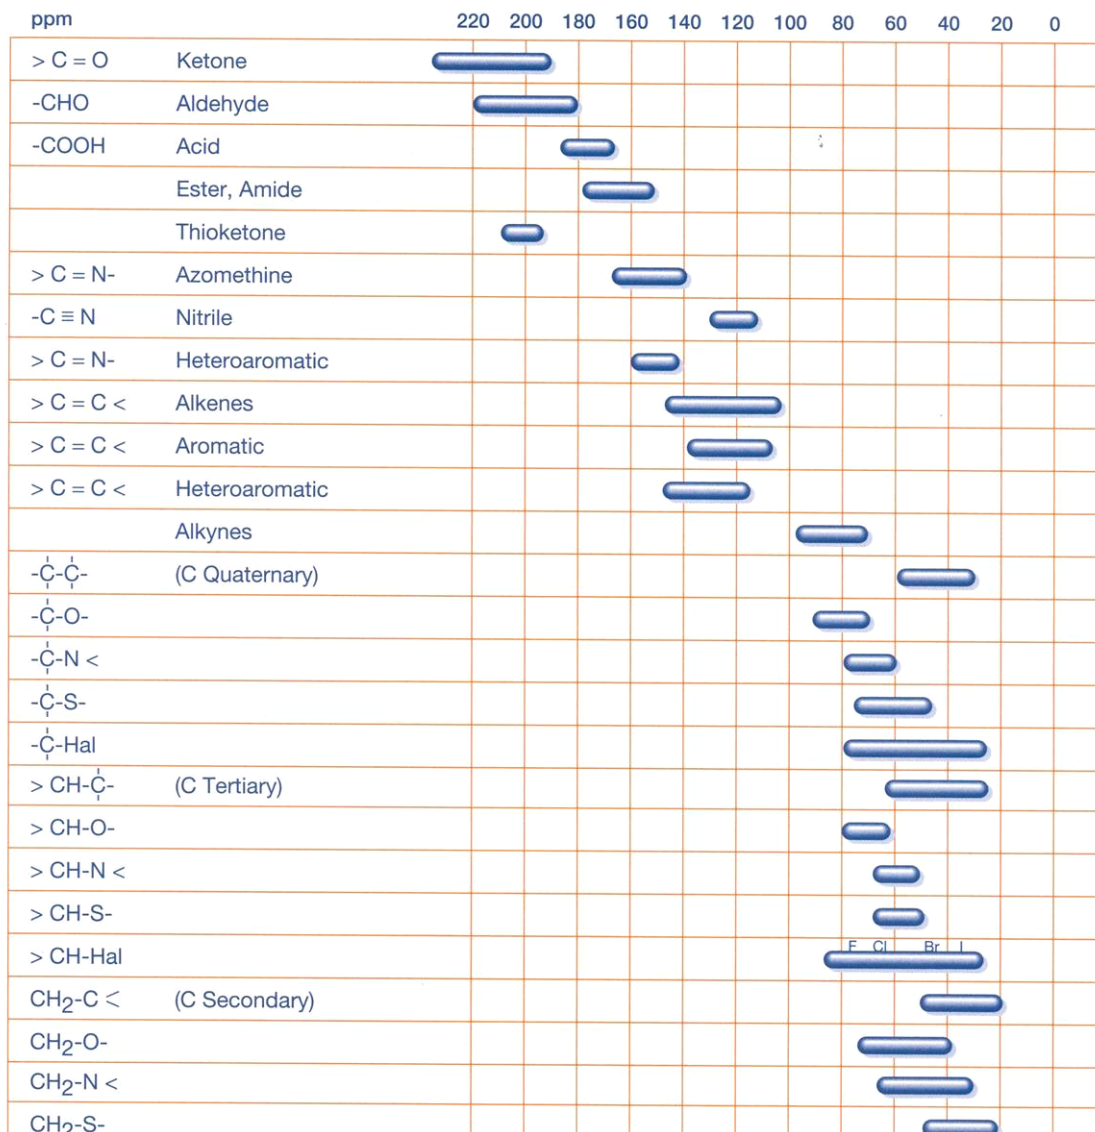 ppm 220 200 180 160 140 120 100 80 60 40 20 0
> C = O Ketone
-CHO Aldehyde
-COOH Acid
Ester, Amide
Thioketone
> C = N- Azomethine
-C ≡ N Nitrile
> C = N- Heteroaromatic
> C = C < Alkenes
> C = C < Aromatic
> C = C < Heteroaromatic
Alkynes
-C-C- (C Quaternary)
-C-O-
-C-N <
-C-S-
-C-Hal
> CH-C- (C Tertiary)
> CH-O-
> CH-N <
> CH-S-
F Cl Br I
> CH-Hal
CH₂-C < (C Secondary)
CH₂-O-
CH₂-N <
CH₂-S-